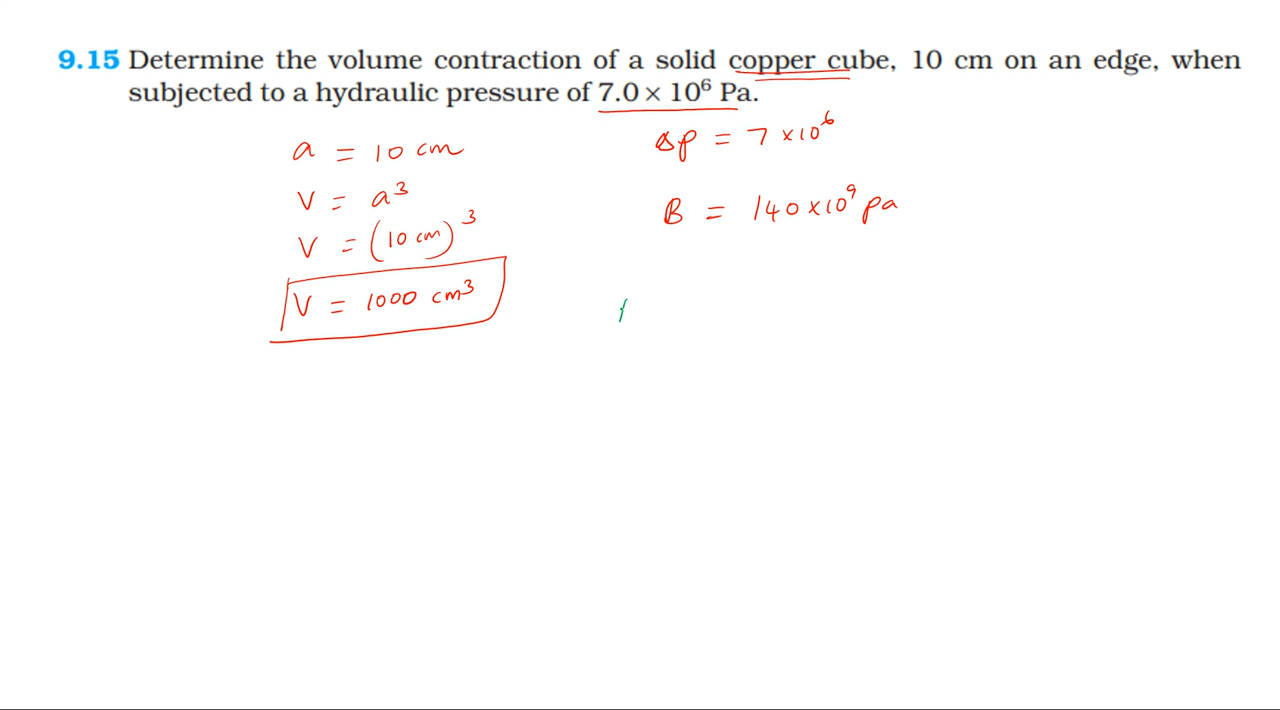 9.15 Determine the volume contraction of a solid copper cube, 10 cm on an edge, when
subjected to a hydraulic pressure of 7.0 × 10⁶ Pa.
a = 10 cm
V = a³
V = (10 cm)³
V = 1000 cm³
Δp = 7 × 10⁶
B = 140 × 10⁹ pa